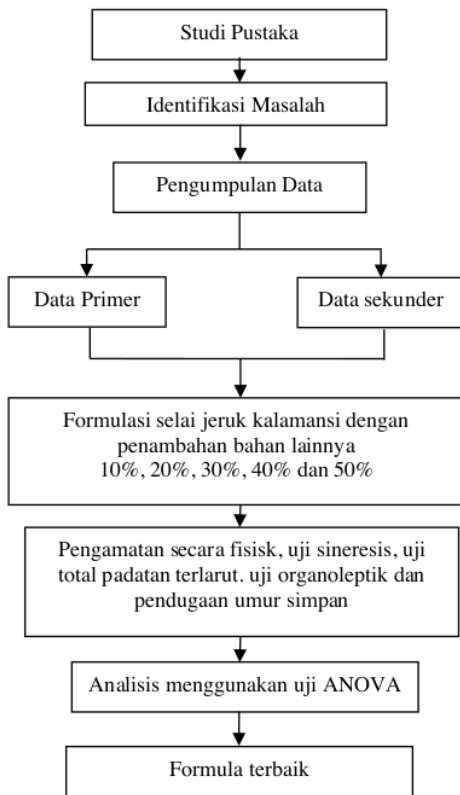 Studi Pustaka
Identifikasi Masalah
Pengumpulan Data
Data Primer
Data sekunder
Formulasi selai jeruk kalamansi dengan
penambahan bahan lainnya
10%, 20%, 30%, 40% dan 50%
Pengamatan secara fisisk, uji sineresis, uji
total padatan terlarut. uji organoleptik dan
pendugaan umur simpan
Analisis menggunakan uji ANOVA
Formula terbaik